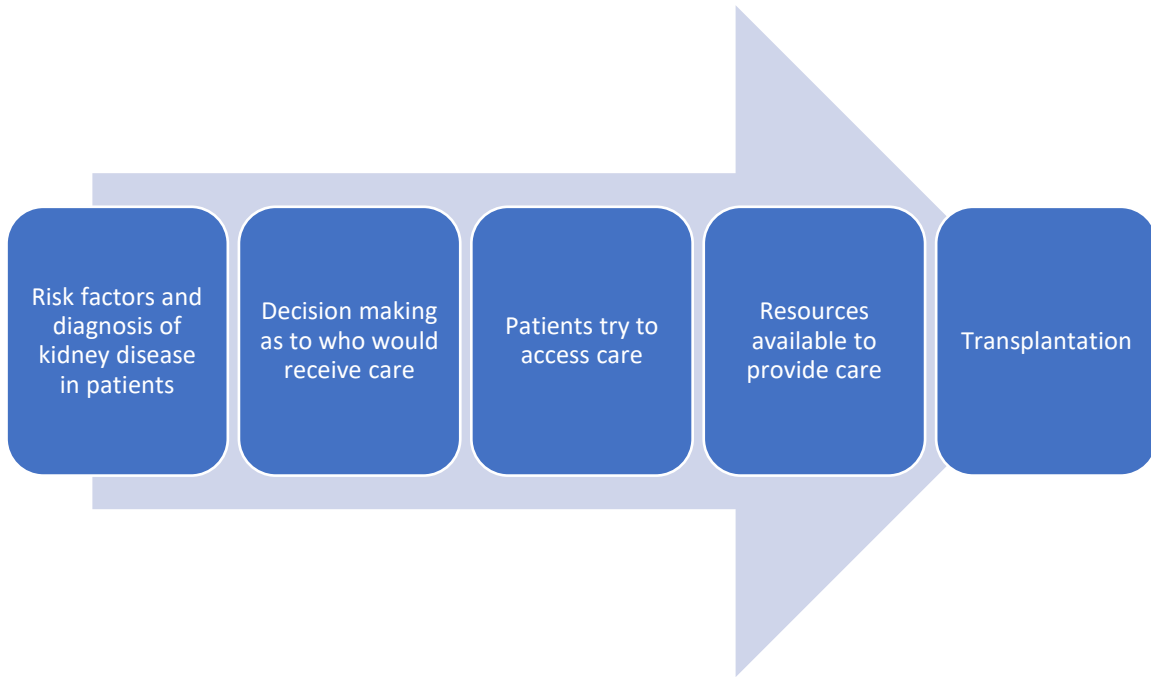 Risk factors and
diagnosis of
kidney disease
in patients
Decision making
as to who would
receive care
Patients try to
access care
Resources
available to
provide care
Transplantation